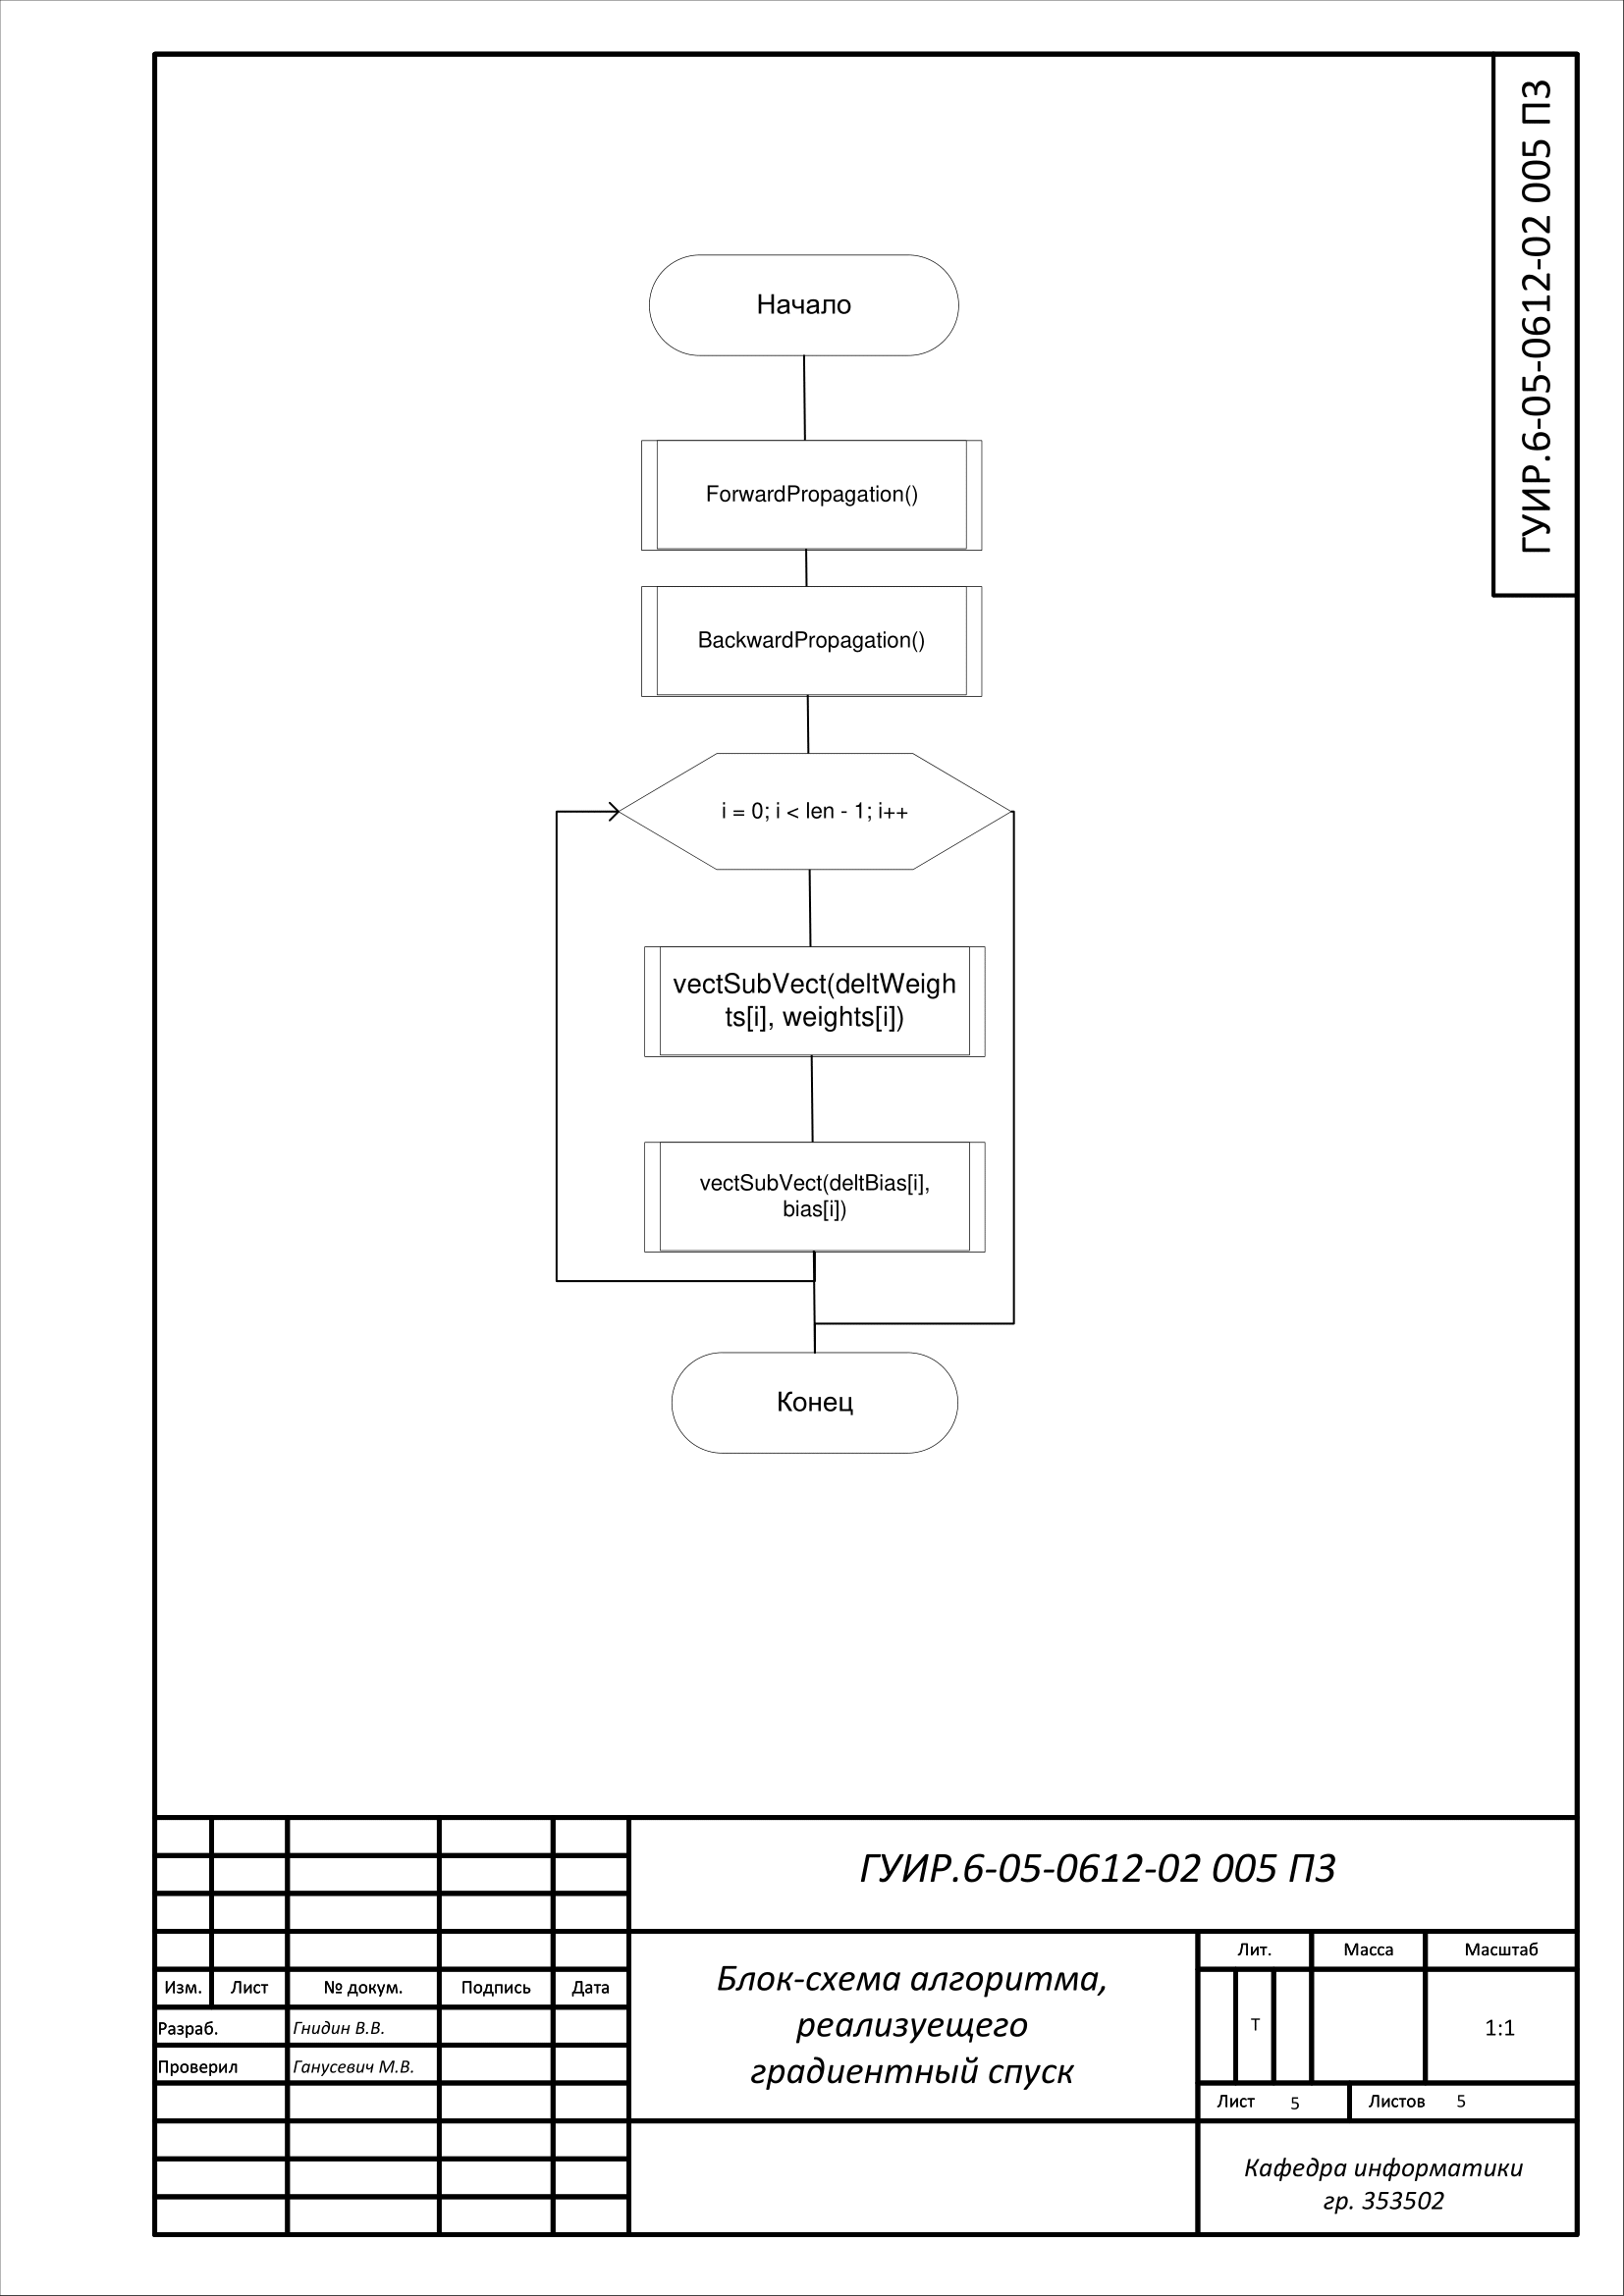 ГУИР.6-05-0612-02 005 ПЗ
Начало
ForwardPropagation()
BackwardPropagation()
i = 0; i < len - 1; i++
vectSubVect(deltWeigh
ts[i], weights[i])
vectSubVect(deltBias[i],
bias[i])
Конец
ГУИР.6-05-0612-02 005 ПЗ
Блок-схема алгоритма,
реализуещего
градиентный спуск
Лит.
Масса
Масштаб
Т
1:1
Лист 5
Листов 5
Изм.
Лист
№ докум.
Подпись
Дата
Разраб.
Гнидин В.В.
Проверил
Ганусевич М.В.
Кафедра информатики
гр. 353502